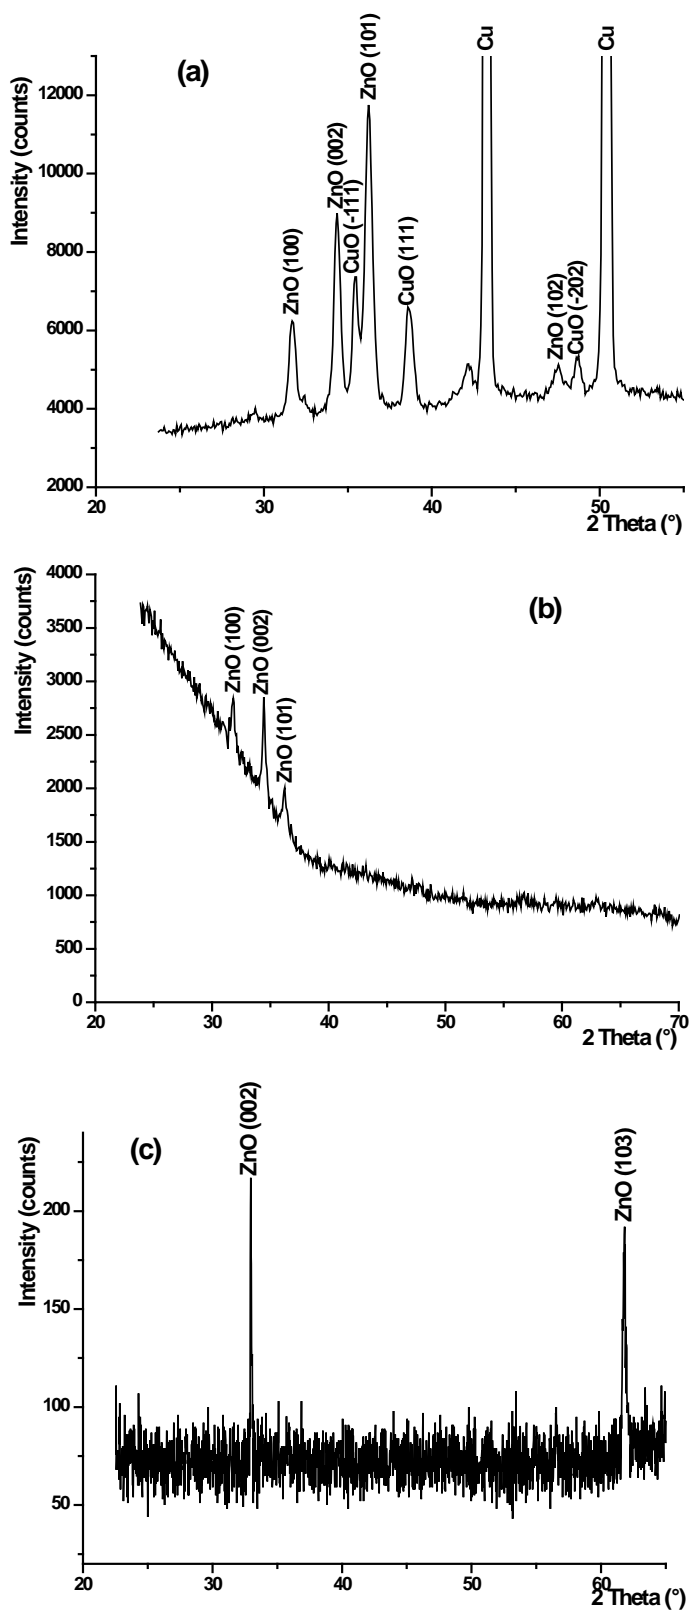 (a)
Intensity (counts)
12000
10000
8000
6000
4000
2000
ZnO (100)
ZnO (002)
CuO (-111)
ZnO (101)
CuO (111)
Cu
ZnO (102)
CuO (-202)
Cu
20
30
40
50
2 Theta (°)
(b)
Intensity (counts)
4000
3500
3000
2500
2000
1500
1000
500
0
ZnO (100)
ZnO (002)
ZnO (101)
20
30
40
50
60
70
2 Theta (°)
(c)
Intensity (counts)
200
150
100
50
ZnO (002)
ZnO (103)
20
30
40
50
60
2 Theta (°)